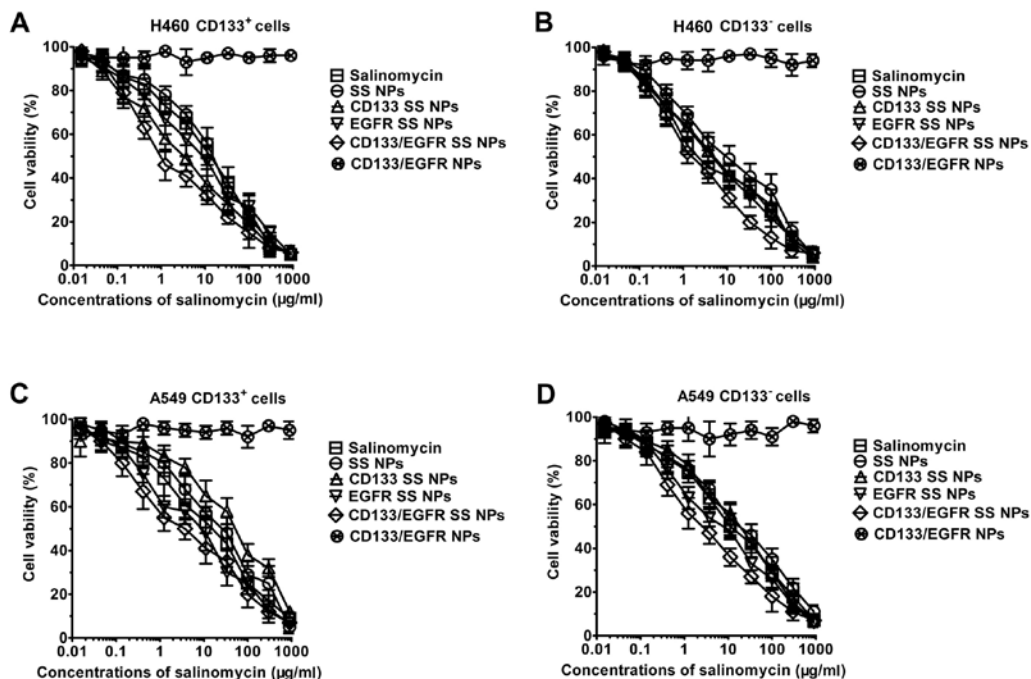 A
H460 CD133+ cells
Cell viability (%)
100
80
60
40
20
0
0.01 0.1 1 10 100 1000
Concentrations of salinomycin (µg/ml)
Salinomycin
SS NPs
CD133 SS NPs
EGFR SS NPs
CD133/EGFR SS NPs
CD133/EGFR NPs
B
H460 CD133- cells
Cell viability (%)
100
80
60
40
20
0
0.01 0.1 1 10 100 1000
Concentrations of salinomycin (µg/ml)
Salinomycin
SS NPs
CD133 SS NPs
EGFR SS NPs
CD133/EGFR SS NPs
CD133/EGFR NPs
C
A549 CD133+ cells
Cell viability (%)
100
80
60
40
20
0
0.01 0.1 1 10 100 1000
Concentrations of salinomycin (µg/ml)
Salinomycin
SS NPs
CD133 SS NPs
EGFR SS NPs
CD133/EGFR SS NPs
CD133/EGFR NPs
D
A549 CD133- cells
Cell viability (%)
100
80
60
40
20
0
0.01 0.1 1 10 100 1000
Concentrations of salinomycin (µg/ml)
Salinomycin
SS NPs
CD133 SS NPs
EGFR SS NPs
CD133/EGFR SS NPs
CD133/EGFR NPs